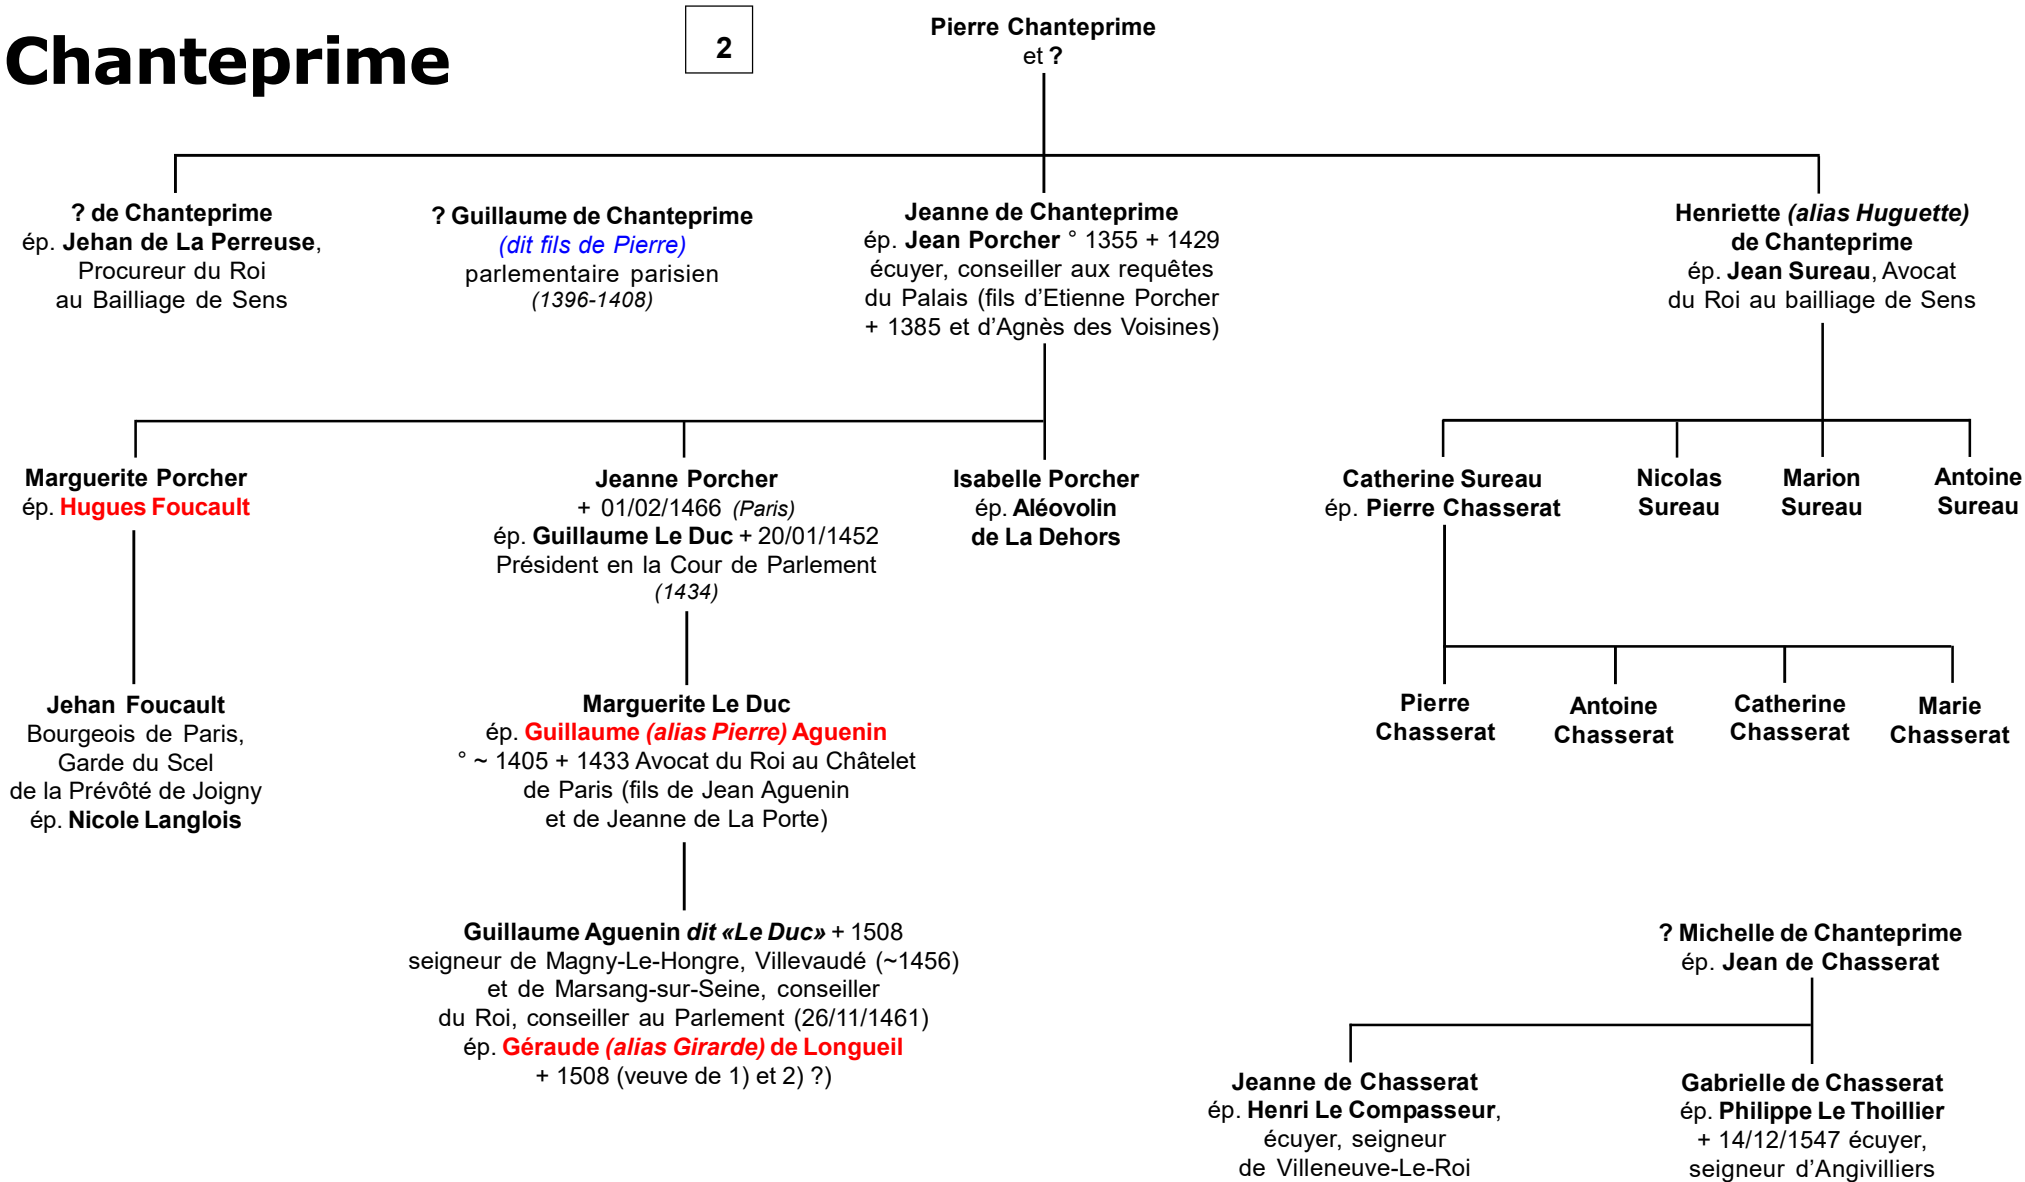 Chanteprime
2
Pierre Chanteprime
et ?
? de Chanteprime
ép. Jehan de La Perreuse,
Procureur du Roi
au Bailliage de Sens
? Guillaume de Chanteprime
(dit fils de Pierre)
parlementaire parisien
(1396-1408)
Jeanne de Chanteprime
ép. Jean Porcher ° 1355 + 1429
écuyer, conseiller aux requêtes
du Palais (fils d'Etienne Porcher
+ 1385 et d'Agnès des Voisines)
Henriette (alias Huguette)
de Chanteprime
ép. Jean Sureau, Avocat
du Roi au bailliage de Sens
Marguerite Porcher
ép. Hugues Foucault
Jeanne Porcher
+ 01/02/1466 (Paris)
ép. Guillaume Le Duc + 20/01/1452
Président en la Cour de Parlement
(1434)
Isabelle Porcher
ép. Aléovolin
de La Dehors
Catherine Sureau
ép. Pierre Chasserat
Nicolas
Sureau
Marion
Sureau
Antoine
Sureau
Jehan Foucault
Bourgeois de Paris,
Garde du Scel
de la Prévôté de Joigny
ép. Nicole Langlois
Marguerite Le Duc
ép. Guillaume (alias Pierre) Aguenin
° ~ 1405 + 1433 Avocat du Roi au Châtelet
de Paris (fils de Jean Aguenin
et de Jeanne de La Porte)
Pierre
Chasserat
Antoine
Chasserat
Catherine
Chasserat
Marie
Chasserat
Guillaume Aguenin dit «Le Duc» + 1508
seigneur de Magny-Le-Hongre, Villevaudé (~1456)
et de Marsang-sur-Seine, conseiller
du Roi, conseiller au Parlement (26/11/1461)
ép. Géraude (alias Girarde) de Longueil
+ 1508 (veuve de 1) et 2) ?)
? Michelle de Chanteprime
ép. Jean de Chasserat
Jeanne de Chasserat
ép. Henri Le Compasseur,
écuyer, seigneur
de Villeneuve-Le-Roi
Gabrielle de Chasserat
ép. Philippe Le Thoillier
+ 14/12/1547 écuyer,
seigneur d'Angivilliers